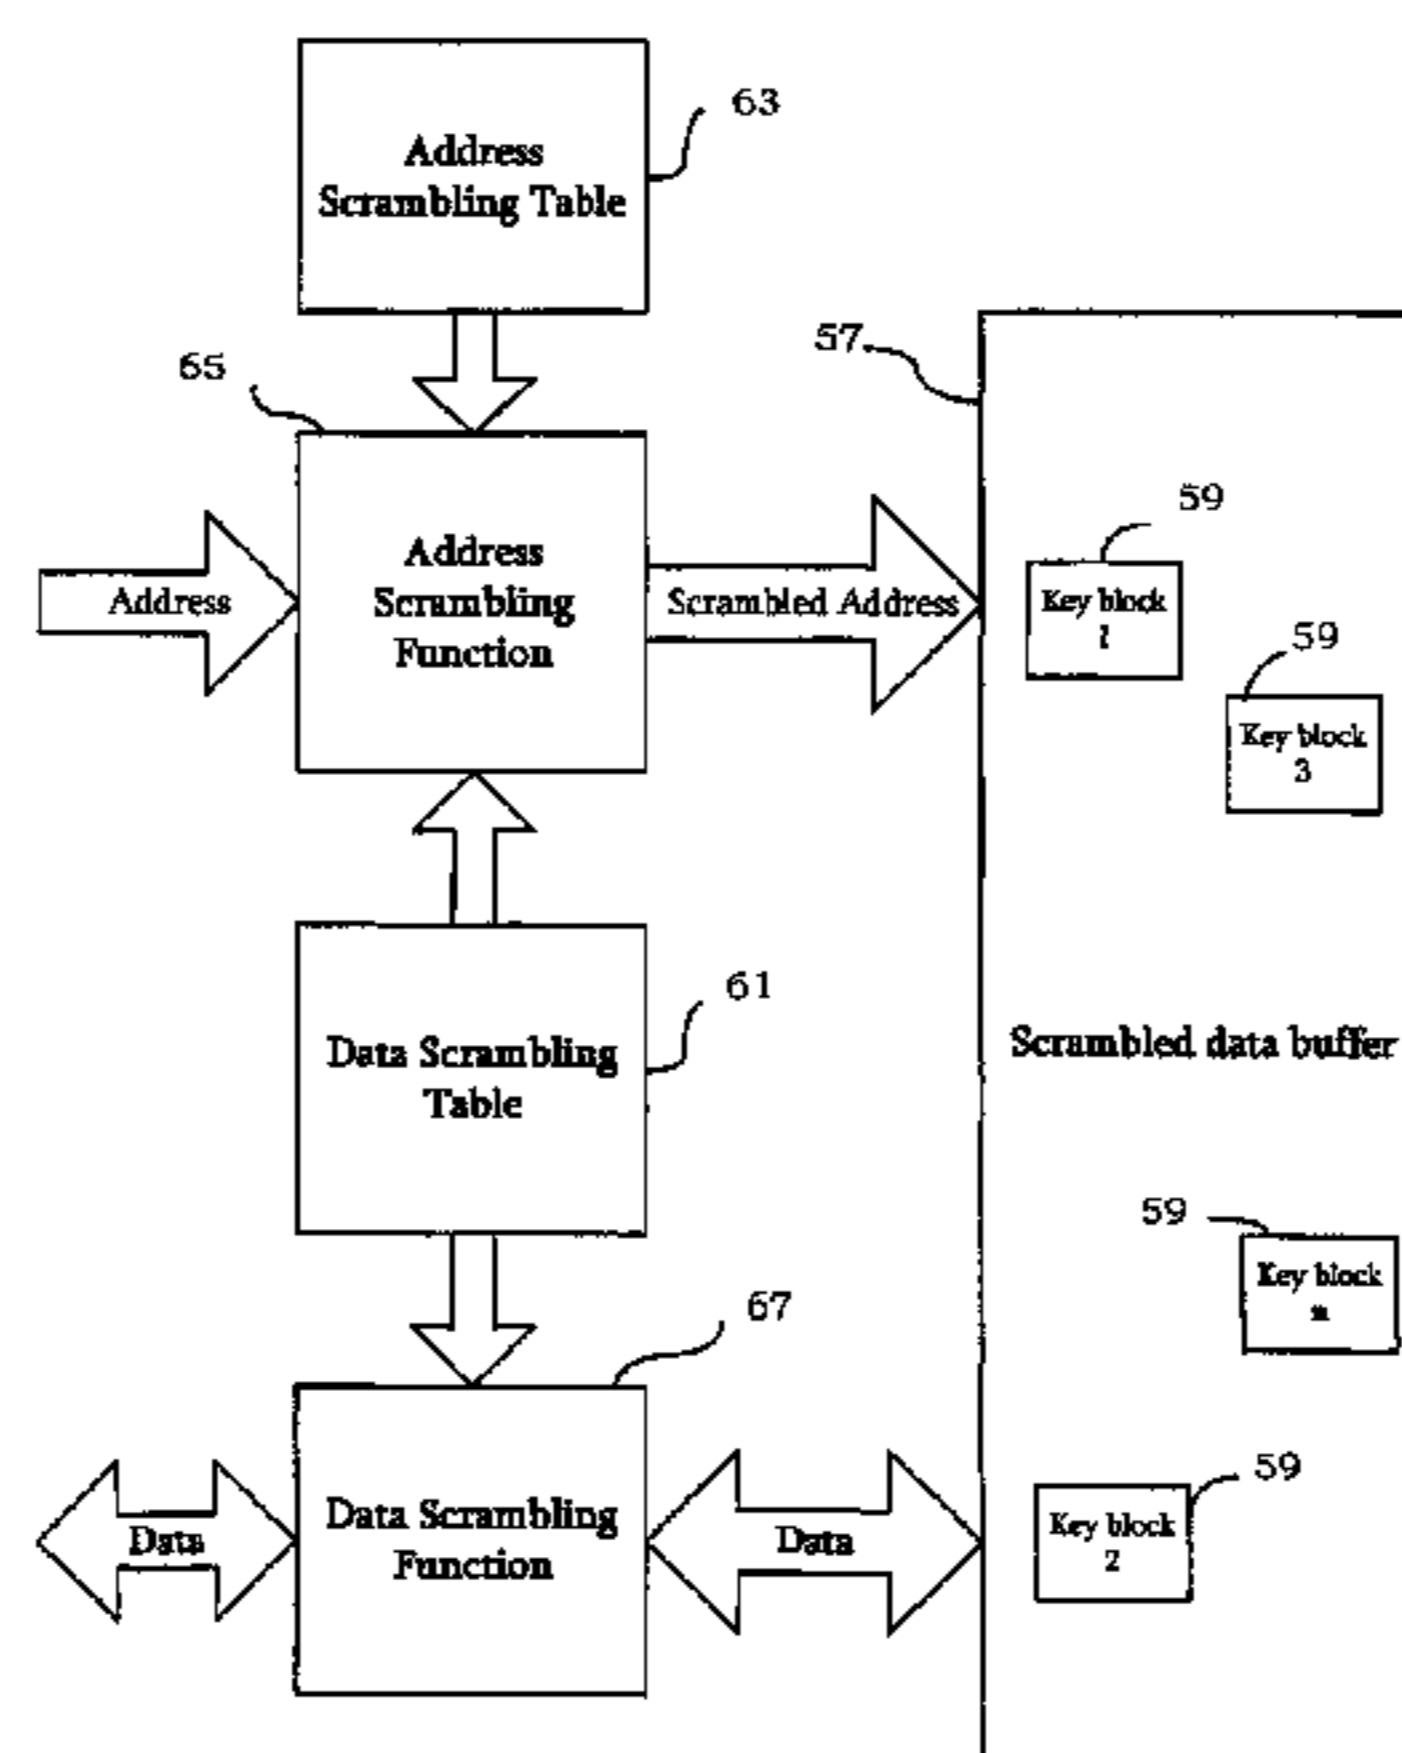 63
Address
Scrambling Table
57
65
59
Address
Scrambling
Function
Address
Scrambled Address
Key block
1
59
Key block
3
61
Data Scrambling
Table
Scrambled data buffer
59
Key block
n
67
59
Data
Data Scrambling
Function
Data
Key block
2